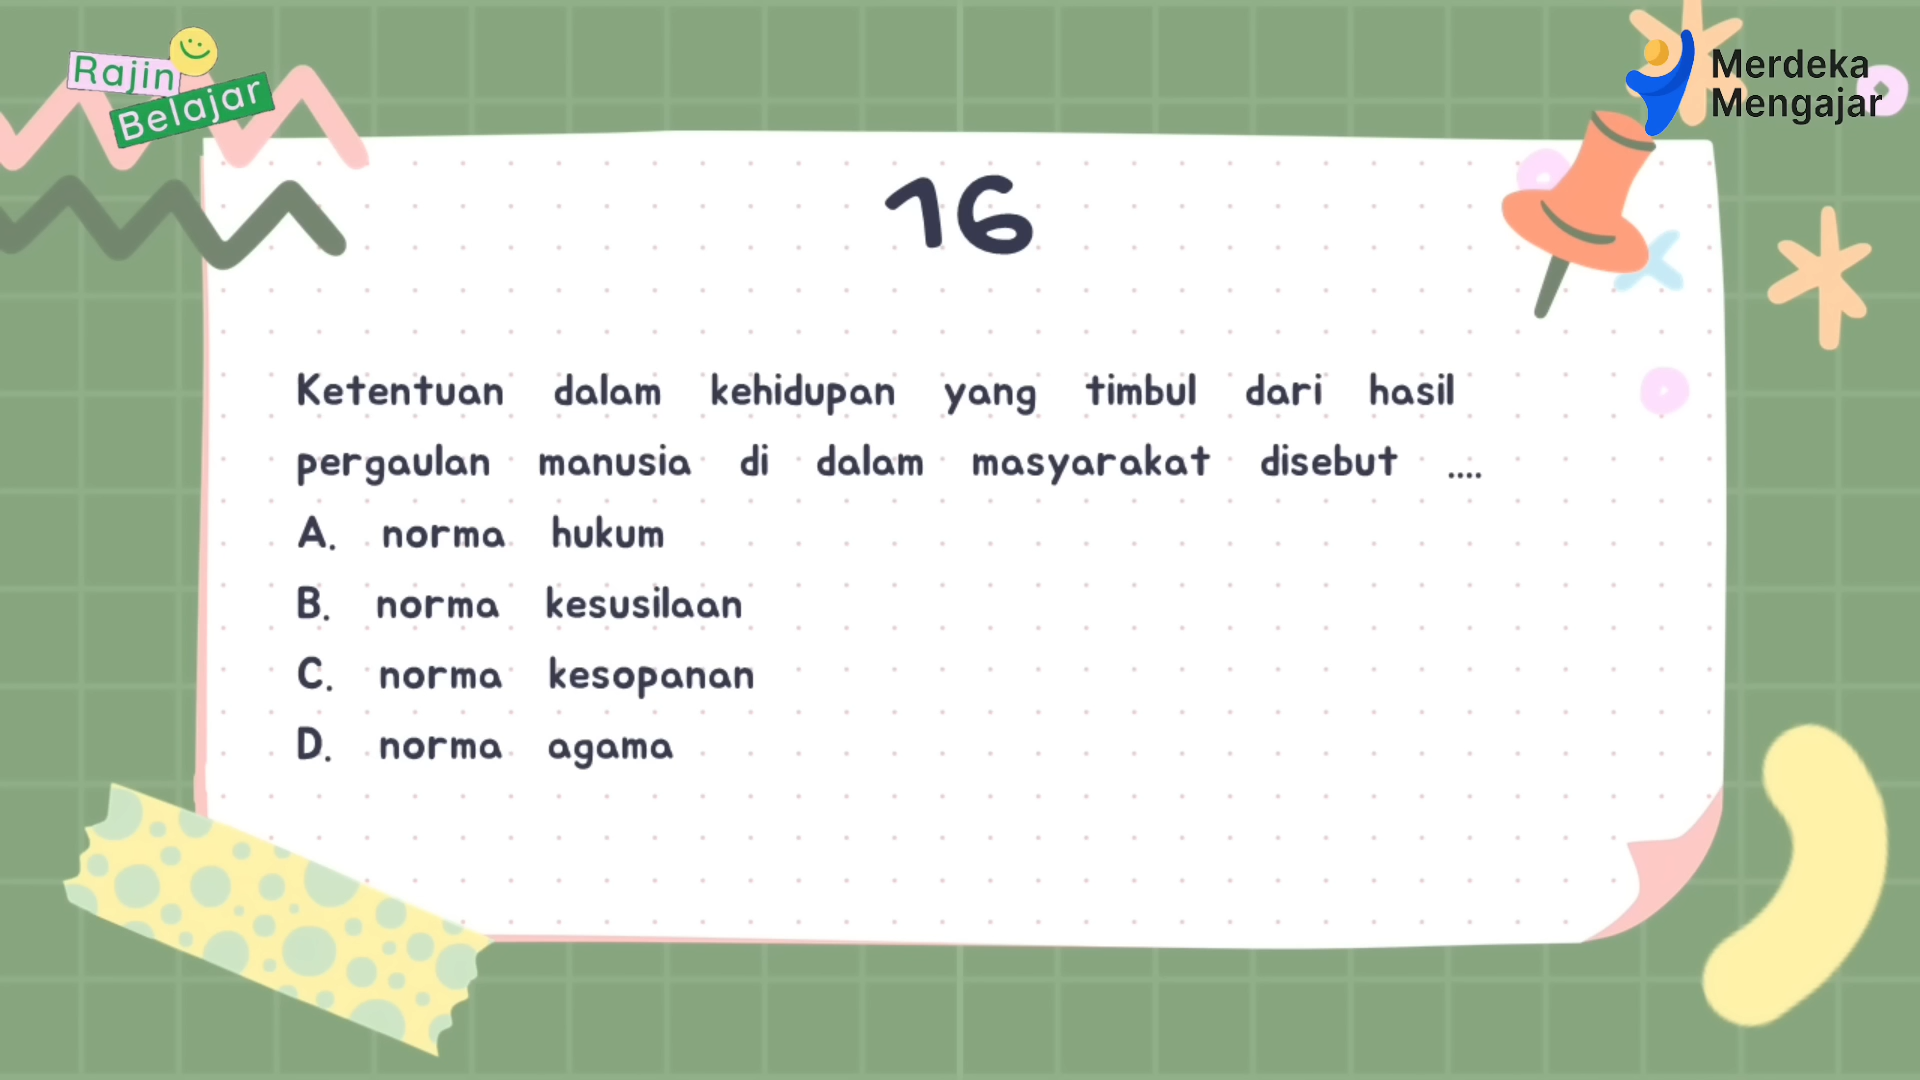 Rajin
Belajar
Merdeka
Mengajar
16
Ketentuan dalam kehidupan yang timbul dari hasil
pergaulan manusia di dalam masyarakat disebut ....
A. norma hukum
B. norma kesusilaan
C. norma kesopanan
D. norma agama